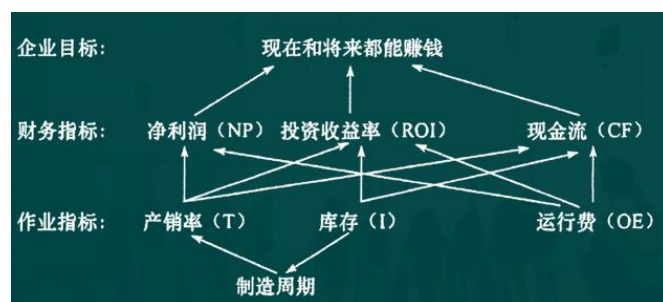 企业目标： 现在和将来都能赚钱
财务指标： 净利润（NP） 投资收益率（ROI） 现金流（CF）
作业指标： 产销率（T） 库存（I） 运行费（OE）
制造周期